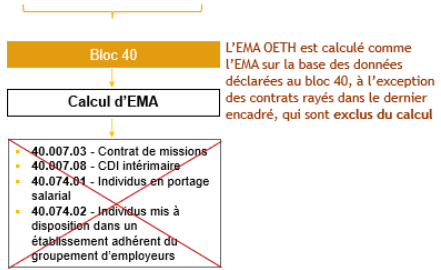 Bloc 40
L'EMA OETH est calculé comme
l'EMA sur la base des données
déclarées au bloc 40, à l'exception
des contrats rayés dans le dernier
encadré, qui sont exclus du calcul
Calcul d'EMA
40.007.03 - Contrat de missions
40.007.08 - CDI intérimaire
40.074.01 - Individus en portage
salarial
40.074.02 - Individus mis à
disposition dans un
établissement adhérent du
groupement d'employeurs